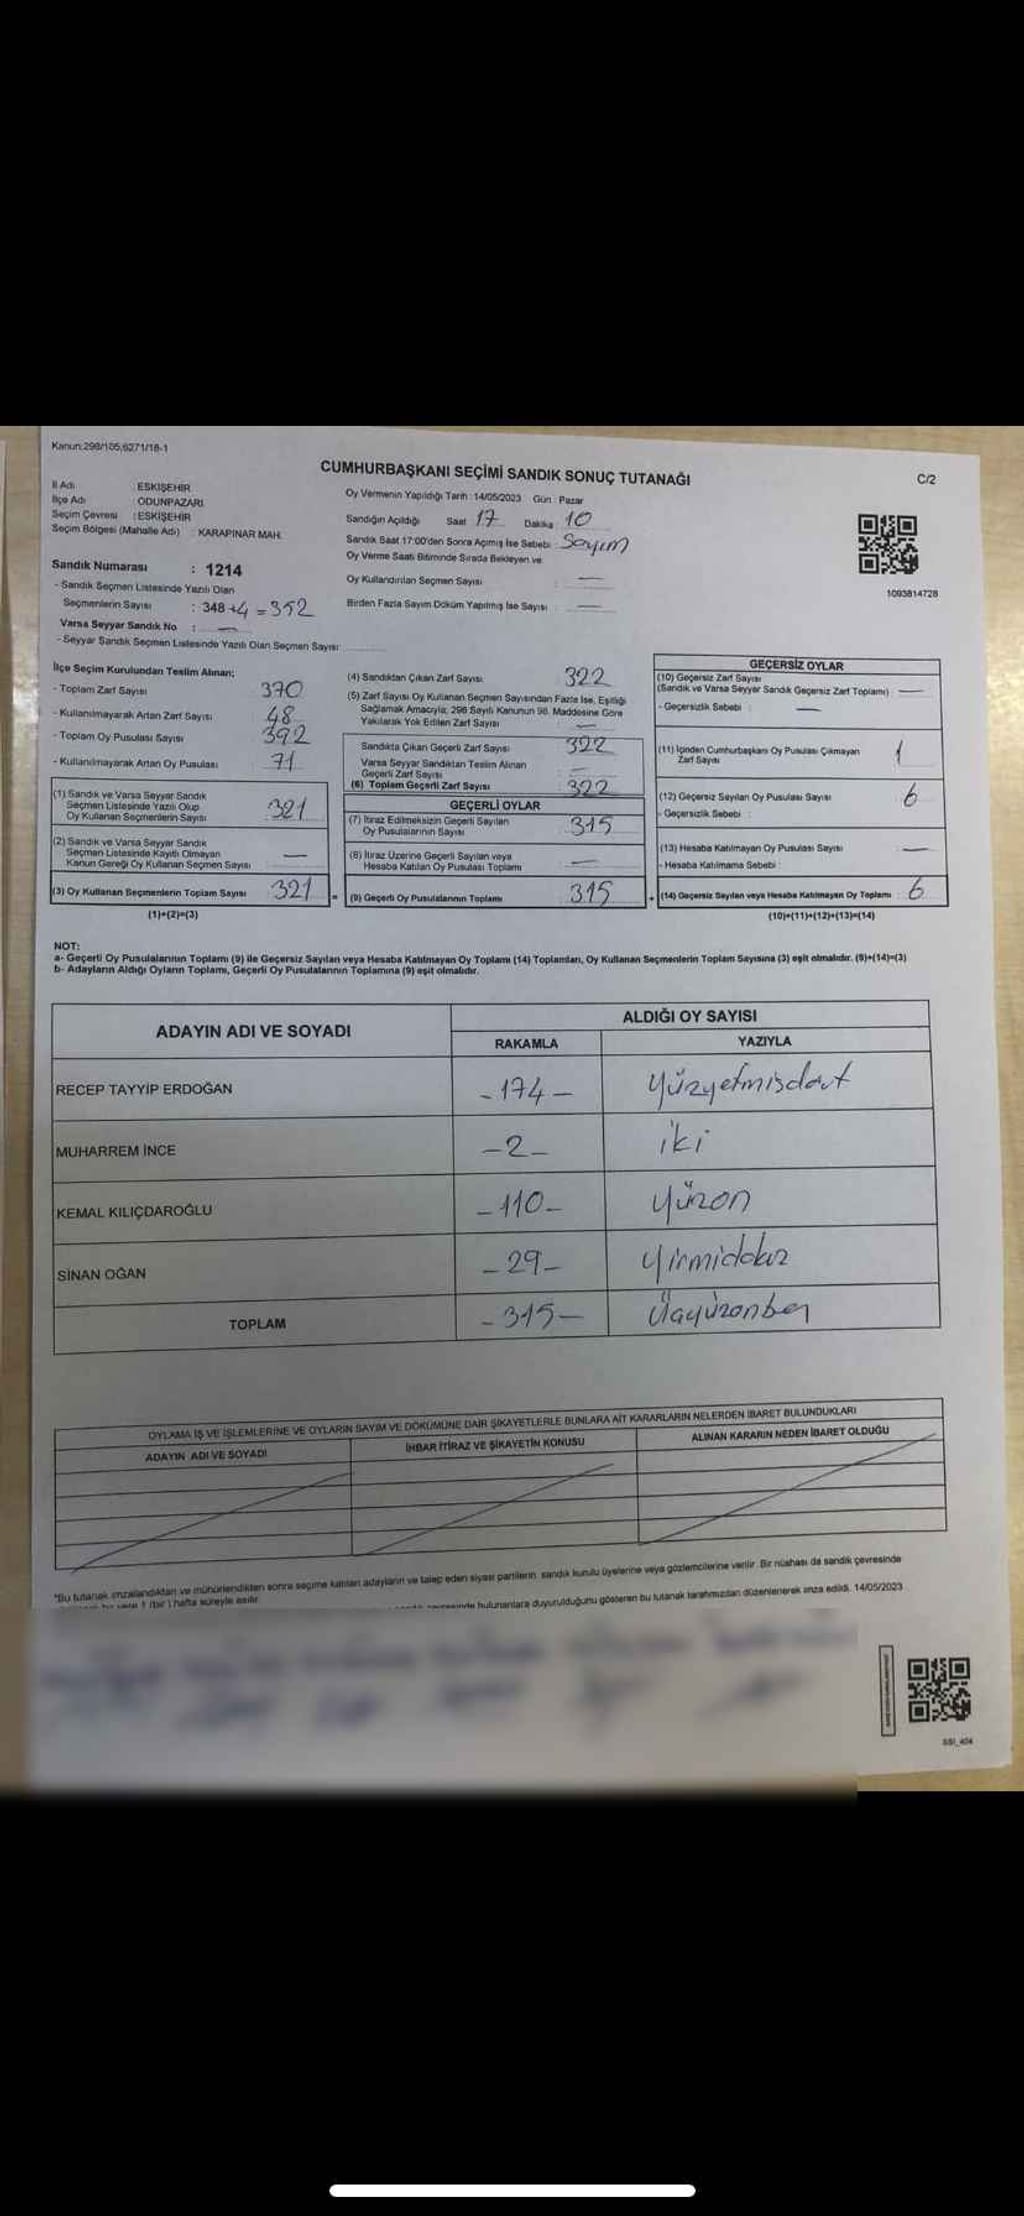 Kanun:298/105,6271/18-1
CUMHURBAŞKANI SEÇİMİ SANDIK SONUÇ TUTANAĞI
C/2
İl Adı : ESKİŞEHİR
İlçe Adı : ODUNPAZARI
Seçim Çevresi : ESKİŞEHİR
Seçim Bölgesi (Mahalle Adı) : KARAPINAR MAH.
Sandık Numarası : 1214
- Sandık Seçmen Listesinde Yazılı Olan
Seçmenlerin Sayısı : 348 +4 = 352
Varsa Seyyar Sandık No : —
- Seyyar Sandık Seçmen Listesinde Yazılı Olan Seçmen Sayısı
Oy Vermenin Yapıldığı Tarih : 14/05/2023 Gün : Pazar
Sandığın Açıldığı Saat 17 Dakika : 10
Sandık Saat 17:00'den Sonra Açılmış İse Sebebi : Sayım
Oy Verme Saati Bitiminde Sırada Bekleyen ve
Oy Kullandırılan Seçmen Sayısı : —
Birden Fazla Sayım Döküm Yapılmış İse Sayısı : —
1093814728
İlçe Seçim Kurulundan Teslim Alınan;
- Toplam Zarf Sayısı 370
- Kullanılmayarak Artan Zarf Sayısı 48
- Toplam Oy Pusulası Sayısı 392
- Kullanılmayarak Artan Oy Pusulası : 71
(1) Sandık ve Varsa Seyyar Sandık
Seçmen Listesinde Yazılı Olup
Oy Kullanan Seçmenlerin Sayısı : 321
(2) Sandık ve Varsa Seyyar Sandık
Seçmen Listesinde Kayıtlı Olmayan
Kanun Gereği Oy Kullanan Seçmen Sayısı —
(3) Oy Kullanan Seçmenlerin Toplam Sayısı : 321
(1)+(2)=(3)
(4) Sandıktan Çıkan Zarf Sayısı 322
(5) Zarf Sayısı Oy Kullanan Seçmen Sayısından Fazla İse, Eşitliği
Sağlamak Amacıyla; 298 Sayılı Kanunun 98. Maddesine Göre
Yakılarak Yok Edilen Zarf Sayısı —
Sandıkta Çıkan Geçerli Zarf Sayısı 322
Varsa Seyyar Sandıktan Teslim Alınan
Geçerli Zarf Sayısı —
(6) Toplam Geçerli Zarf Sayısı 322
GEÇERLİ OYLAR
(7) İtiraz Edilmeksizin Geçerli Sayılan
Oy Pusulalarının Sayısı 315
(8) İtiraz Üzerine Geçerli Sayılan veya
Hesaba Katılan Oy Pusulası Toplamı —
= (9) Geçerli Oy Pusulalarının Toplamı 315
GEÇERSİZ OYLAR
(10) Geçersiz Zarf Sayısı
(Sandık ve Varsa Seyyar Sandık Geçersiz Zarf Toplamı) : —
- Geçersizlik Sebebi : —
(11) İçinden Cumhurbaşkanı Oy Pusulası Çıkmayan
Zarf Sayısı 1
(12) Geçersiz Sayılan Oy Pusulası Sayısı : 6
- Geçersizlik Sebebi :
(13) Hesaba Katılmayan Oy Pusulası Sayısı : —
- Hesaba Katılmama Sebebi :
+ (14) Geçersiz Sayılan veya Hesaba Katılmayan Oy Toplamı : 6
(10)+(11)+(12)+(13)=(14)
NOT:
a- Geçerli Oy Pusulalarının Toplamı (9) ile Geçersiz Sayılan veya Hesaba Katılmayan Oy Toplamı (14) Toplamları, Oy Kullanan Seçmenlerin Toplam Sayısına (3) eşit olmalıdır. (9)+(14)=(3)
b- Adayların Aldığı Oyların Toplamı, Geçerli Oy Pusulalarının Toplamına (9) eşit olmalıdır.
ADAYIN ADI VE SOYADI
ALDIĞI OY SAYISI
RAKAMLA YAZIYLA
RECEP TAYYİP ERDOĞAN - 174 - yüzyetmişdört
MUHARREM İNCE - 2 - iki
KEMAL KILIÇDAROĞLU - 110 - yüzon
SİNAN OĞAN - 29 - yirmidokuz
TOPLAM - 315 - Üçyüzonbeş
OYLAMA İŞ VE İŞLEMLERİNE VE OYLARIN SAYIM VE DÖKÜMÜNE DAİR ŞİKAYETLERLE BUNLARA AİT KARARLARIN NELERDEN İBARET BULUNDUKLARI
ADAYIN ADI VE SOYADI İHBAR İTİRAZ VE ŞİKAYETİN KONUSU ALINAN KARARIN NEDEN İBARET OLDUĞU
*Bu tutanak imzalandıktan ve mühürlendikten sonra seçime katılan adayların ve talep eden siyasi partilerin sandık kurulu üyelerine veya gözlemcilerine verilir. Bir nüshası da sandık çevresinde
1 (bir) hafta süreyle asılır.
bulunanlara duyurulduğunu gösteren bu tutanak tarafımızdan düzenlenerek imza edildi. 14/05/2023
SSI_404